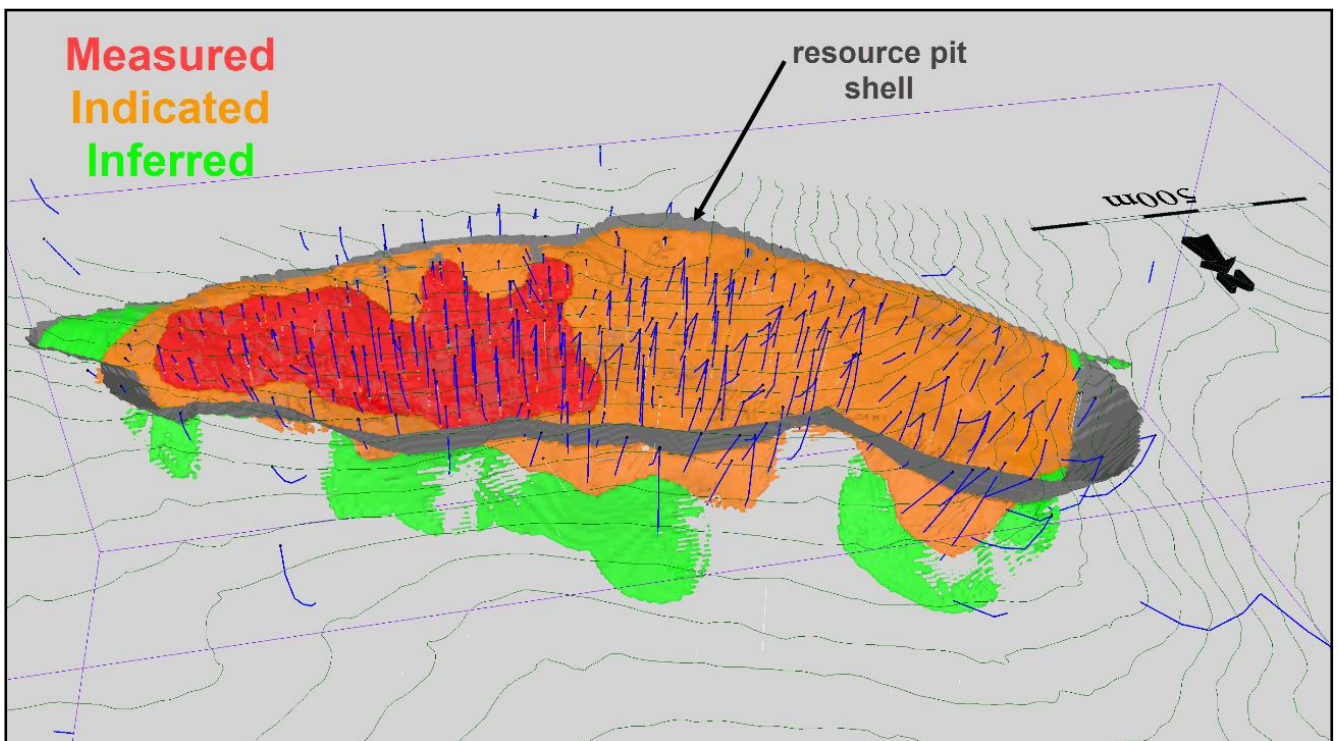 Measured
Indicated
Inferred
resource pit
shell
500m